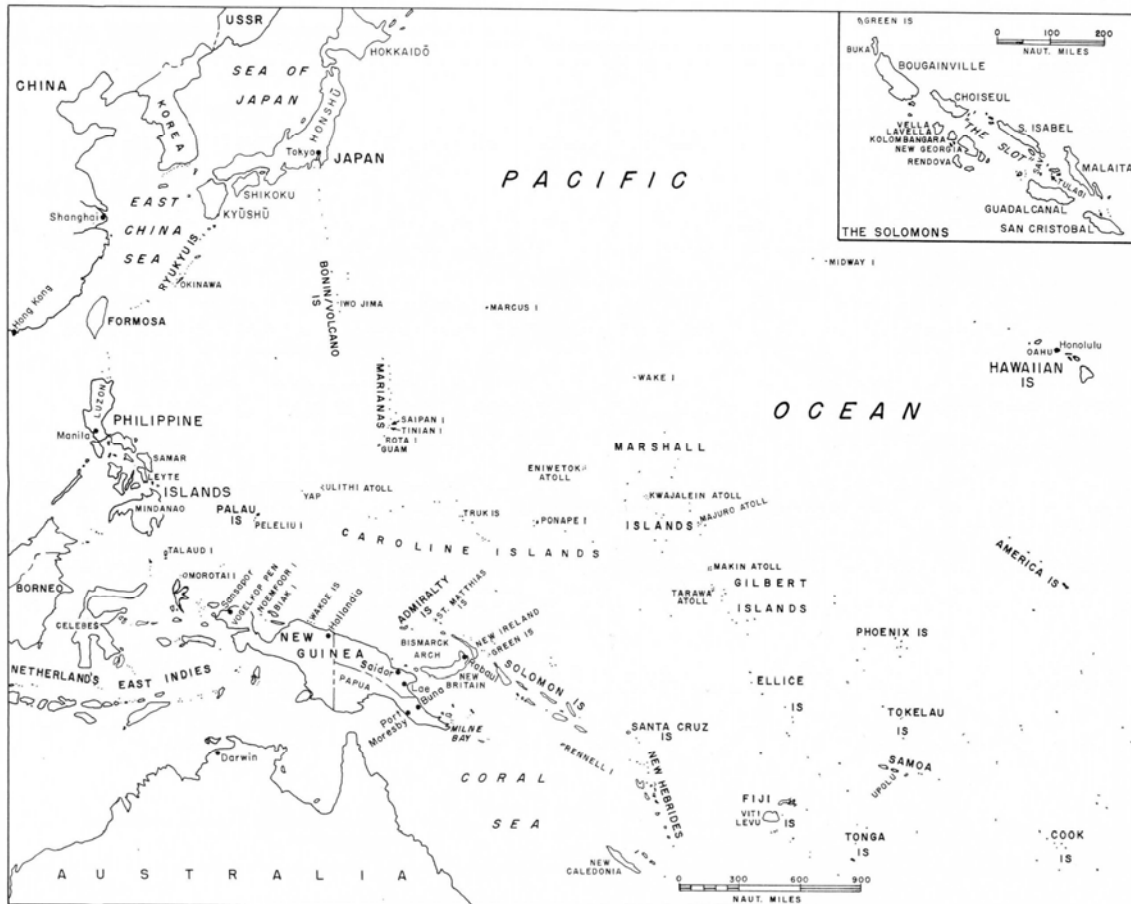 USSR
HOKKAIDŌ
CHINA
SEA OF
JAPAN
KOREA
HONSHŪ
Tokyo
JAPAN
SHIKOKU
KYŪSHŪ
Shanghai
EAST
CHINA
SEA
RYUKYU IS
OKINAWA
Hong Kong
FORMOSA
BONIN/VOLCANO
IS
IWO JIMA
MARCUS I
PACIFIC
OCEAN
GREEN IS
BUKA
BOUGAINVILLE
0 100 200
NAUT. MILES
CHOISEUL
VELLA
LAVELLA
KOLOMBANGARA
NEW GEORGIA
RENDOVA
THE SLOT
S. ISABEL
SAVO
TULAGI
MALAITA
GUADALCANAL
SAN CRISTOBAL
THE SOLOMONS
MIDWAY I
OAHU
Honolulu
HAWAIIAN
IS
WAKE I
MARIANAS
SAIPAN I
TINIAN I
ROTA I
GUAM
LUZON
PHILIPPINE
Manila
SAMAR
LEYTE
ISLANDS
MINDANAO
MARSHALL
ENIWETOK
ATOLL
KWAJALEIN ATOLL
ISLANDS
MAJURO ATOLL
YAP
ULITHI ATOLL
PALAU
IS
PELELIU I
TRUK IS
PONAPE I
CAROLINE ISLANDS
TALAUD I
MOROTAI I
BORNEO
CELEBES
Sansapor
VOGELKOP PEN
NOEMFOOR I
BIAK I
WAKDE IS
Hollandia
ADMIRALTY
IS
ST. MATTHIAS
IS
MAKIN ATOLL
GILBERT
TARAWA
ATOLL
ISLANDS
AMERICA IS
PHOENIX IS
NEW
GUINEA
BISMARCK
ARCH
NEW IRELAND
GREEN IS
Rabaul
NEW
BRITAIN
SOLOMON IS
Saidor
Lae
PAPUA
Buna
Port
Moresby
MILNE
BAY
NETHERLANDS EAST INDIES
ELLICE
IS
TOKELAU
IS
SANTA CRUZ
IS
RENNELL I
NEW HEBRIDES
Darwin
CORAL
SEA
SAMOA
UPOLU
FIJI
VITI
LEVU
IS
TONGA
IS
COOK
IS
NEW
CALEDONIA
AUSTRALIA
0 300 600 900
NAUT. MILES